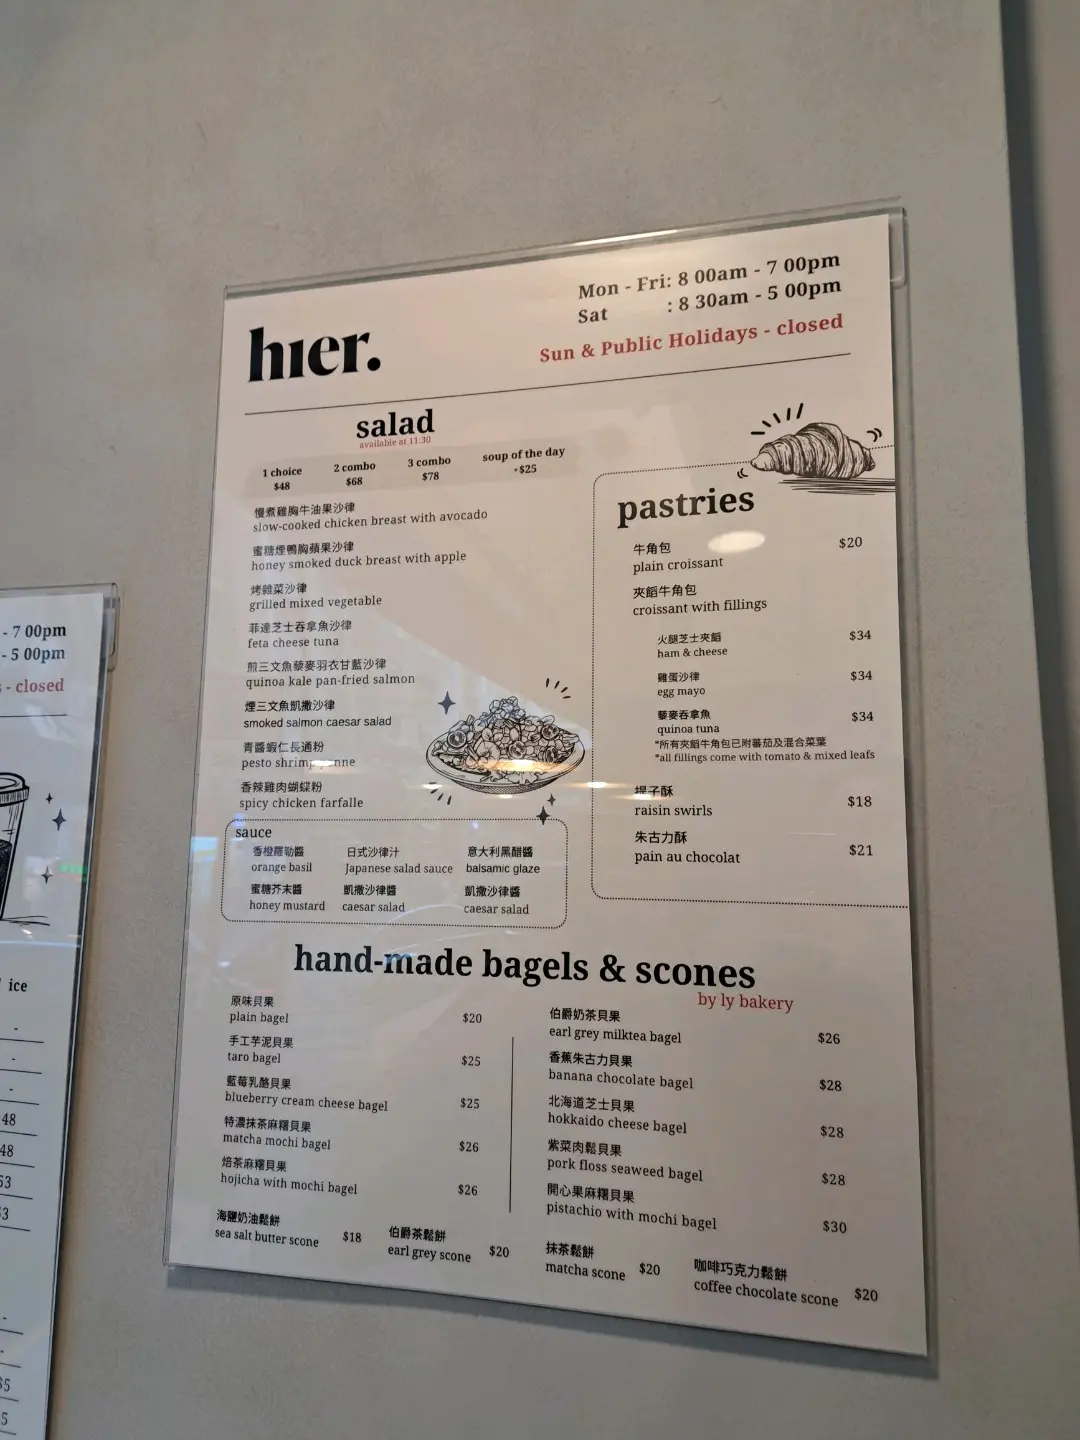 hier.
Mon - Fri: 8 00am - 7 00pm
Sat : 8 30am - 5 00pm
Sun & Public Holidays - closed
salad
available at 11:30
1 choice 2 combo 3 combo soup of the day
$48 $68 $78 +$25
慢煮雞胸牛油果沙律
slow-cooked chicken breast with avocado
蜜糖煙鴨胸蘋果沙律
honey smoked duck breast with apple
烤雜菜沙律
grilled mixed vegetable
菲達芝士吞拿魚沙律
feta cheese tuna
煎三文魚藜麥羽衣甘藍沙律
quinoa kale pan-fried salmon
煙三文魚凱撒沙律
smoked salmon caesar salad
青醬蝦仁長通粉
pesto shrimp
香辣雞肉蝴蝶粉
spicy chicken farfalle
sauce
香橙羅勒醬 日式沙律汁 意大利黑醋醬
orange basil Japanese salad sauce balsamic glaze
蜜糖芥末醬 凱撒沙律醬 凱撒沙律醬
honey mustard caesar salad caesar salad
pastries
牛角包 $20
plain croissant
夾餡牛角包
croissant with fillings
火腿芝士夾餡 $34
ham & cheese
雞蛋沙律 $34
egg mayo
藜麥吞拿魚 $34
quinoa tuna
*所有夾餡牛角包已附蕃茄及混合菜葉
*all fillings come with tomato & mixed leafs
提子酥 $18
raisin swirls
朱古力酥 $21
pain au chocolat
hand-made bagels & scones
by ly bakery
原味貝果
plain bagel $20
手工芋泥貝果
taro bagel $25
藍莓乳酪貝果
blueberry cream cheese bagel $25
特濃抹茶麻糬貝果
matcha mochi bagel $26
焙茶麻糬貝果
hojicha with mochi bagel $26
伯爵奶茶貝果
earl grey milktea bagel $26
香蕉朱古力貝果
banana chocolate bagel $28
北海道芝士貝果
hokkaido cheese bagel $28
紫菜肉鬆貝果
pork floss seaweed bagel $28
開心果麻糬貝果
pistachio with mochi bagel $30
海鹽奶油鬆餅
sea salt butter scone $18
伯爵茶鬆餅
earl grey scone $20
抹茶鬆餅
matcha scone $20
咖啡巧克力鬆餅
coffee chocolate scone $20
- 7 00pm
- 5 00pm
- closed
ice
-
-
-
48
48
53
-
-